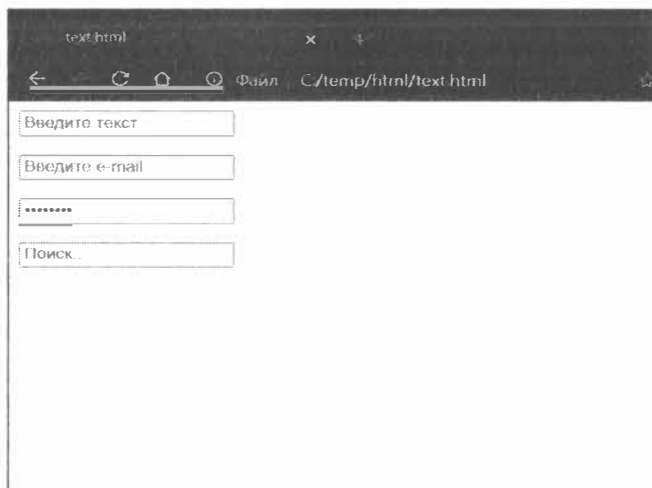 text.html
Файл C:/temp/html/text.html
Введите текст
Введите e-mail
••••••••
Поиск..